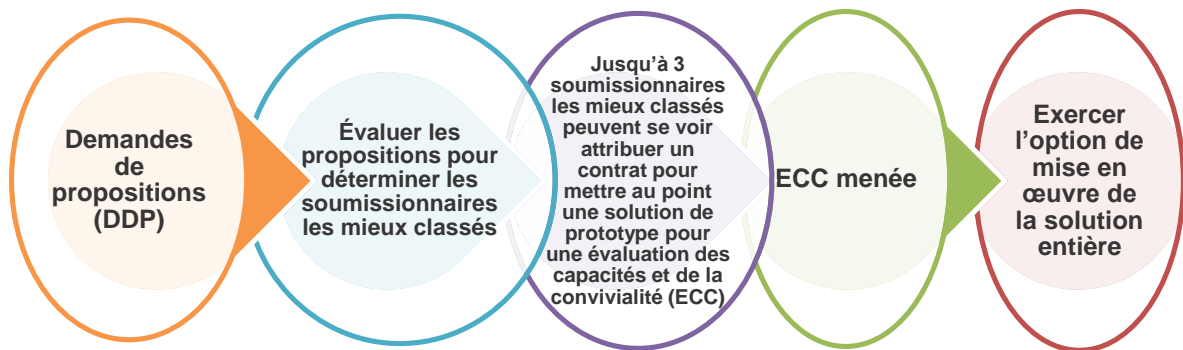 Demandes
de
propositions
(DDP)
Évaluer les
propositions pour
déterminer les
soumissionnaires
les mieux classés
Jusqu'à 3
soumissionnaires
les mieux classés
peuvent se voir
attribuer un
contrat pour
mettre au point
une solution de
prototype pour
une évaluation des
capacités et de la
convivialité (ECC)
ECC menée
Exercer
l'option de
mise en
œuvre de
la solution
entière